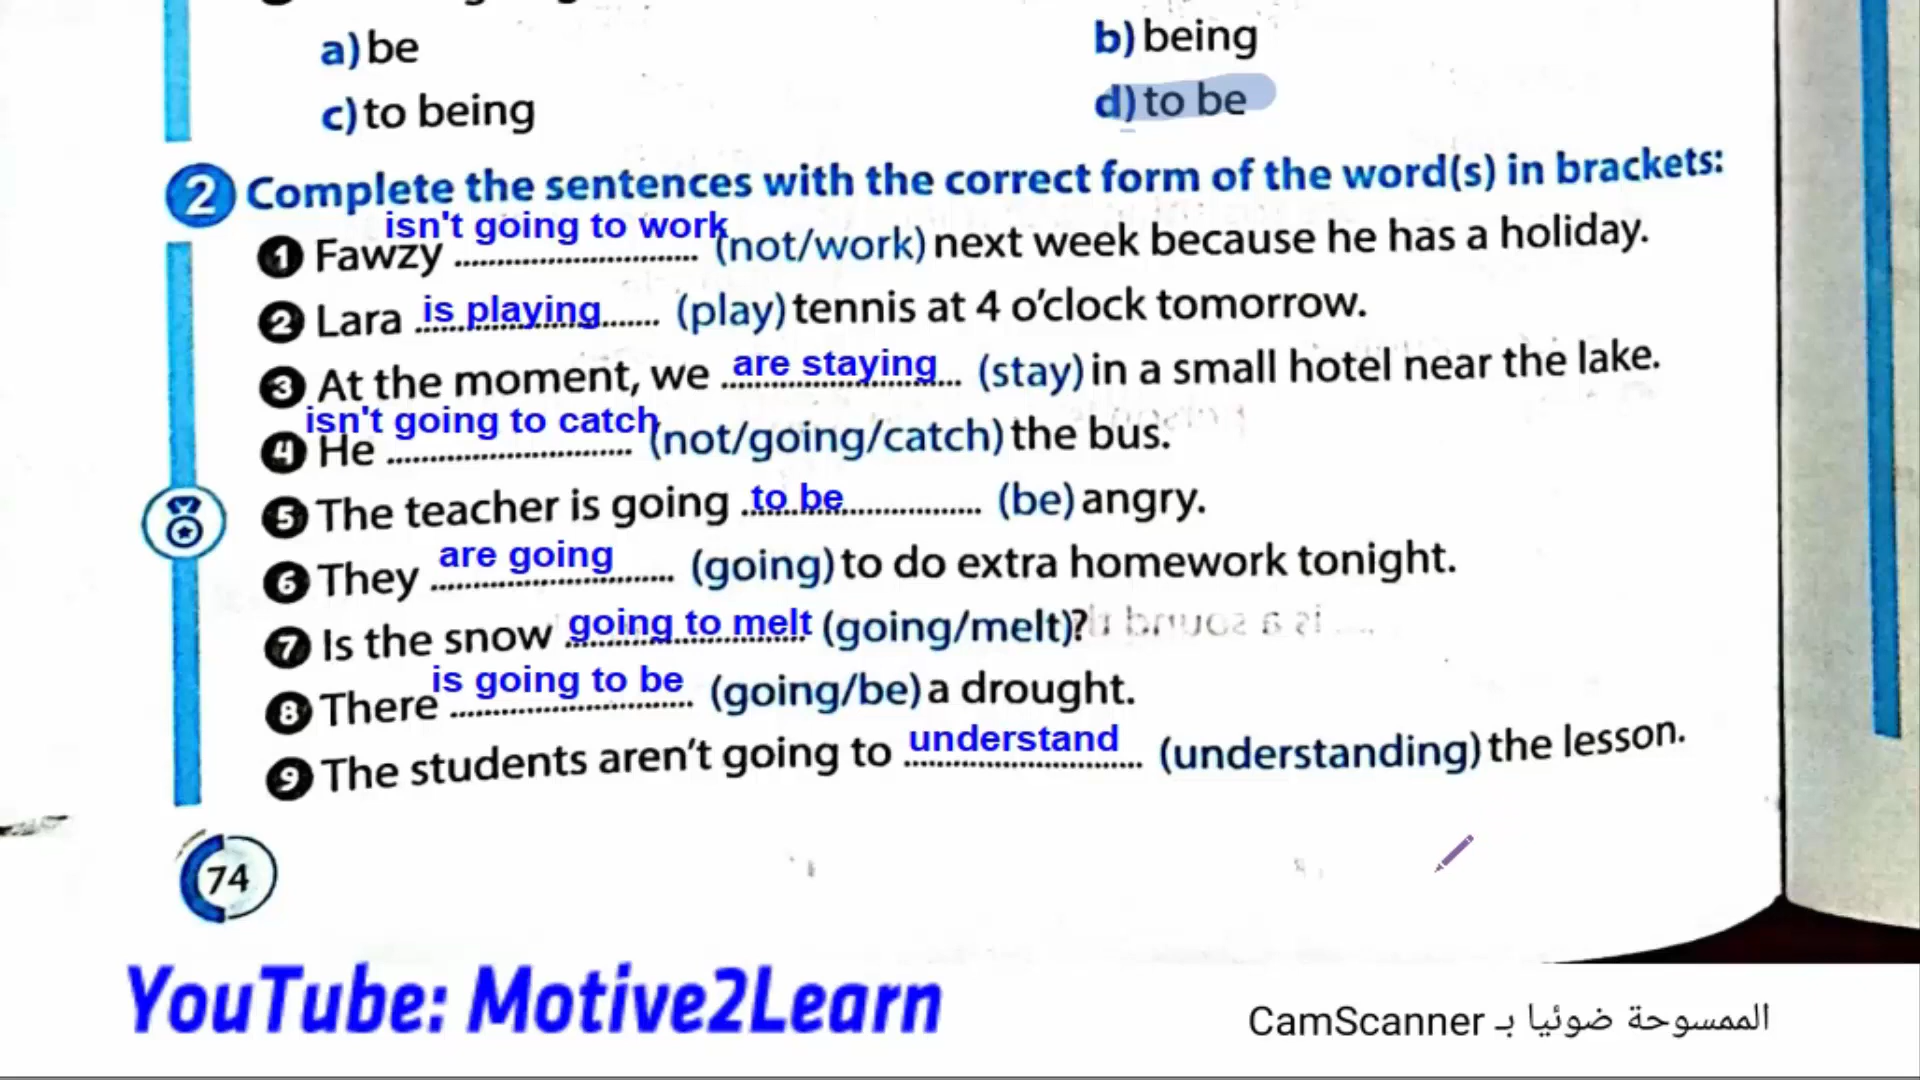 a) be
b) being
c) to being
d) to be
2 Complete the sentences with the correct form of the word(s) in brackets:
1 Fawzy isn't going to work (not/work) next week because he has a holiday.
2 Lara is playing (play) tennis at 4 o'clock tomorrow.
3 At the moment, we are staying (stay) in a small hotel near the lake.
4 He isn't going to catch (not/going/catch) the bus.
5 The teacher is going to be (be) angry.
6 They are going (going) to do extra homework tonight.
7 Is the snow going to melt (going/melt)?
8 There is going to be (going/be) a drought.
9 The students aren't going to understand (understanding) the lesson.
74
YouTube: Motive2Learn
الممسوحة ضوئيا بـ CamScanner